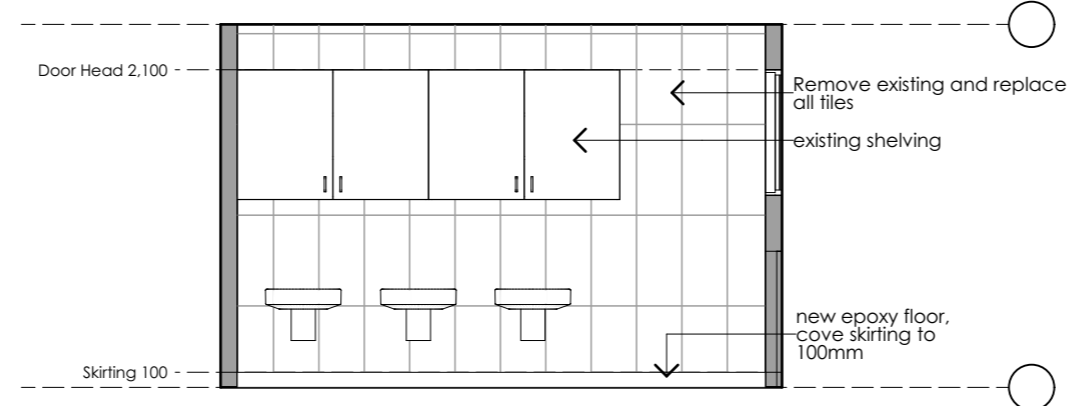 Door Head 2,100
Remove existing and replace
all tiles
existing shelving
new epoxy floor,
cove skirting to
100mm
Skirting 100